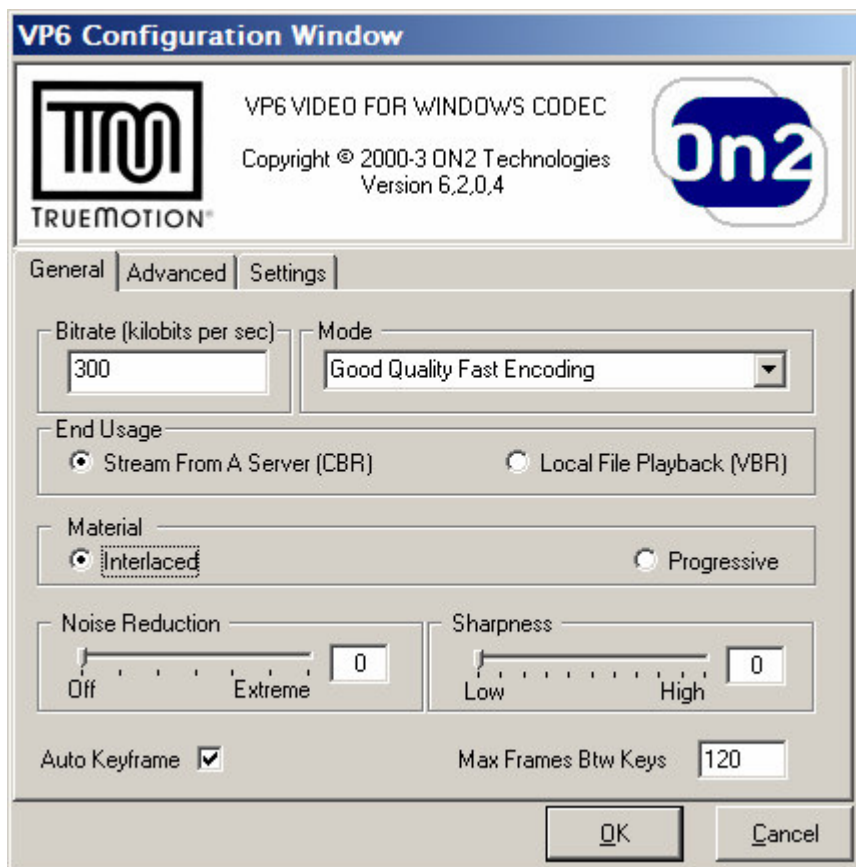 VP6 Configuration Window
TM
TRUEMOTION®
VP6 VIDEO FOR WINDOWS CODEC
Copyright © 2000-3 ON2 Technologies
Version 6,2,0,4
On2
General Advanced Settings
Bitrate (kilobits per sec) Mode
300 Good Quality Fast Encoding
End Usage
Stream From A Server (CBR) Local File Playback (VBR)
Material
Interlaced Progressive
Noise Reduction Sharpness
0 0
Off Extreme Low High
Auto Keyframe Max Frames Btw Keys 120
OK Cancel